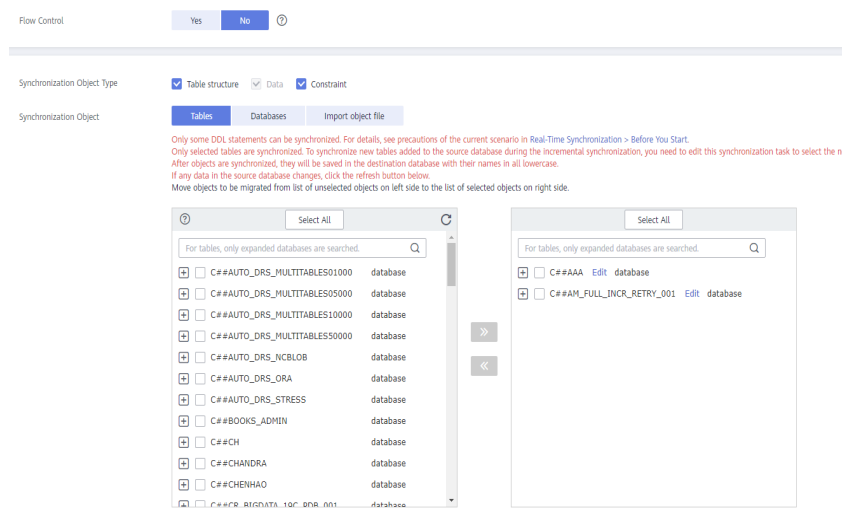 Flow Control Yes No
Synchronization Object Type Table structure Data Constraint
Synchronization Object Tables Databases Import object file
Only some DDL statements can be synchronized. For details, see precautions of the current scenario in Real-Time Synchronization > Before You Start.
Only selected tables are synchronized. To synchronize new tables added to the source database during the incremental synchronization, you need to edit this synchronization task to select the n
After objects are synchronized, they will be saved in the destination database with their names in all lowercase.
If any data in the source database changes, click the refresh button below.
Move objects to be migrated from list of unselected objects on left side to the list of selected objects on right side.
Select All
For tables, only expanded databases are searched.
C##AUTO_DRS_MULTITABLES01000 database
C##AUTO_DRS_MULTITABLES05000 database
C##AUTO_DRS_MULTITABLES10000 database
C##AUTO_DRS_MULTITABLES50000 database
C##AUTO_DRS_NCBLOB database
C##AUTO_DRS_ORA database
C##AUTO_DRS_STRESS database
C##BOOKS_ADMIN database
C##CH database
C##CHANDRA database
C##CHENHAO database
C##CR_BIGDATA_19C_PDB_001 database
Select All
For tables, only expanded databases are searched.
C##AAA Edit database
C##AM_FULL_INCR_RETRY_001 Edit database